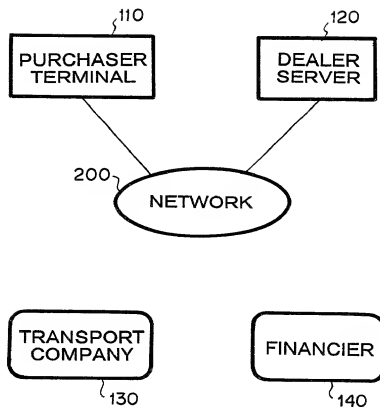 110
120
PURCHASER
TERMINAL
DEALER
SERVER
200
NETWORK
TRANSPORT
COMPANY
FINANCIER
130
140